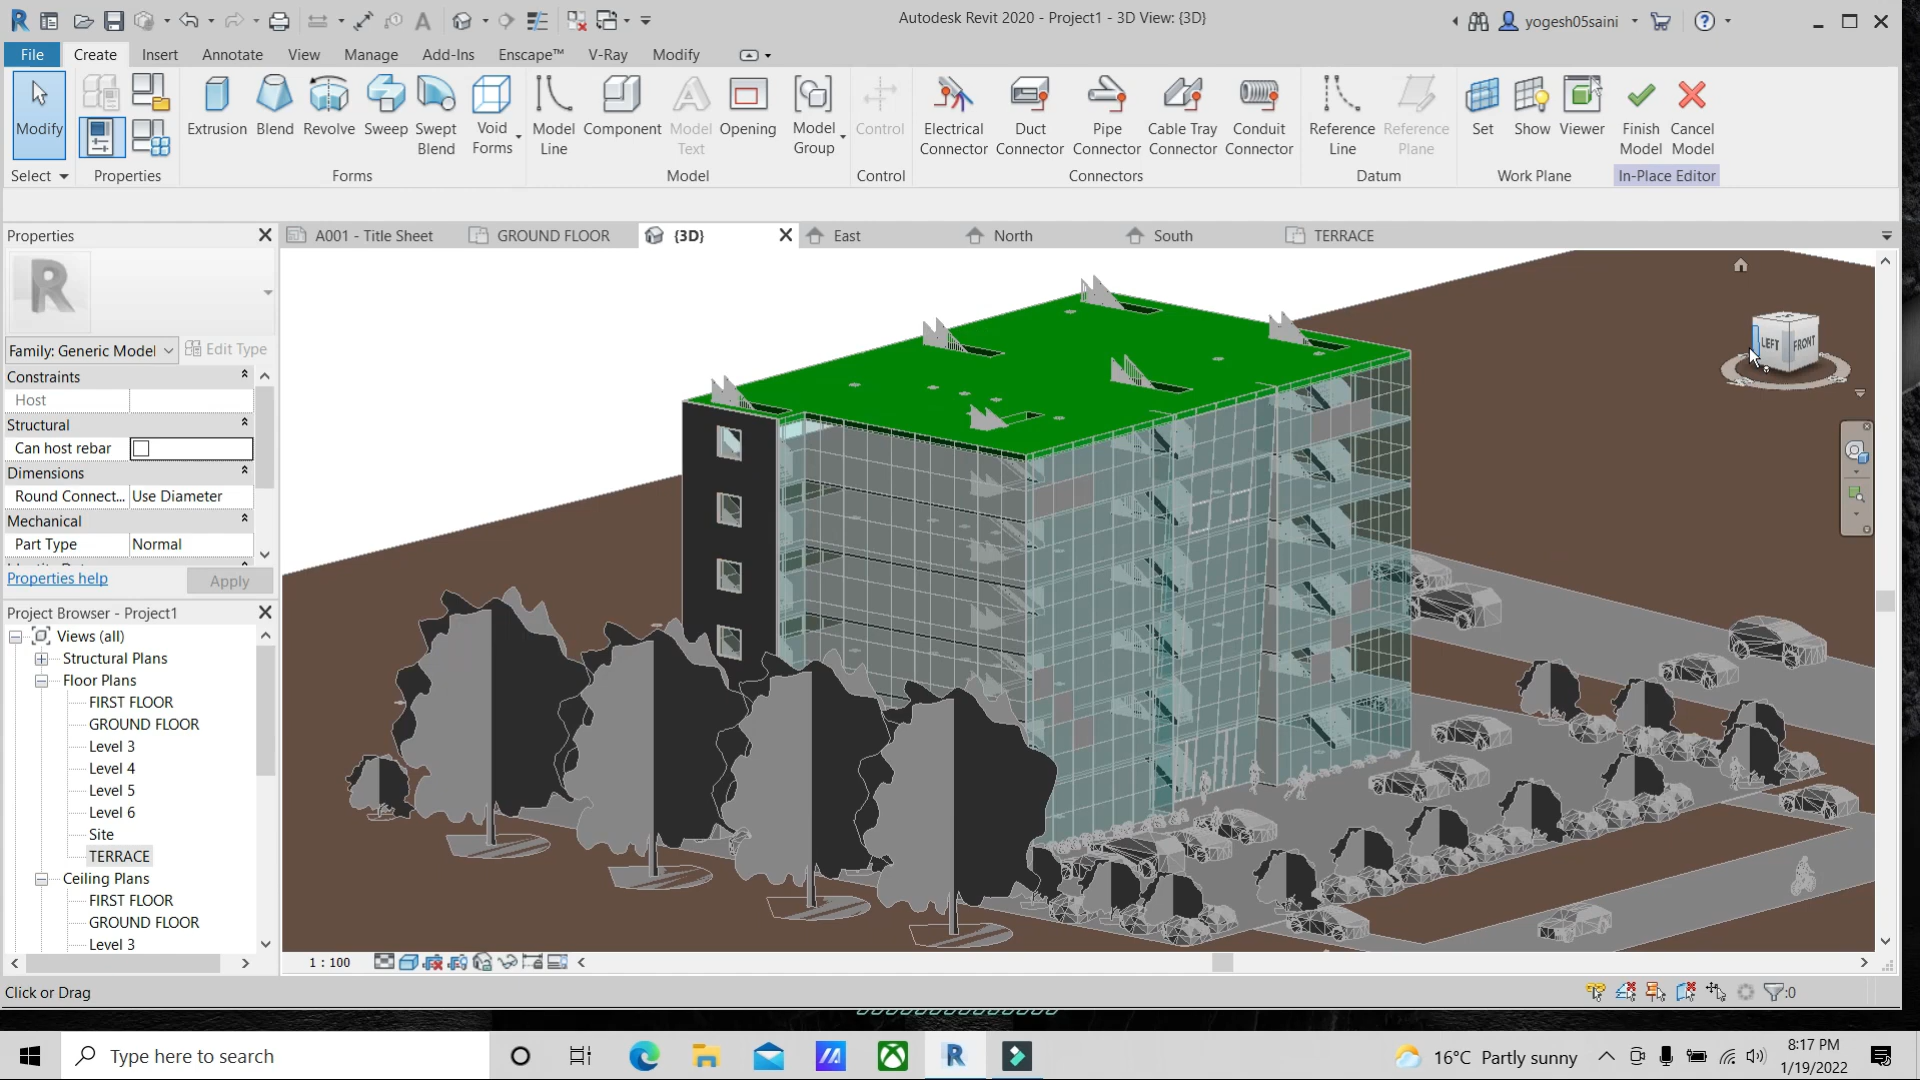 Autodesk Revit 2020 - Project1 - 3D View: {3D}
yogesh05saini
File Create Insert Annotate View Manage Add-Ins Enscape™ V-Ray Modify
Modify
Extrusion Blend Revolve Sweep Swept Blend Void Forms
Model Line Component Model Text Opening Model Group Control
Electrical Connector Duct Connector Pipe Connector Cable Tray Connector Conduit Connector
Reference Line Reference Plane Set Show Viewer Finish Model Cancel Model
Select Properties Forms Model Control Connectors Datum Work Plane In-Place Editor
Properties
A001 - Title Sheet GROUND FLOOR {3D} East North South TERRACE
R
Family: Generic Model Edit Type
Constraints
Host
Structural
Can host rebar
Dimensions
Round Connect... Use Diameter
Mechanical
Part Type Normal
Properties help Apply
LEFT FRONT
Project Browser - Project1
Views (all)
Structural Plans
Floor Plans
FIRST FLOOR
GROUND FLOOR
Level 3
Level 4
Level 5
Level 6
Site
TERRACE
Ceiling Plans
FIRST FLOOR
GROUND FLOOR
Level 3
1 : 100
Click or Drag
:0
Type here to search
16°C Partly sunny
8:17 PM
1/19/2022